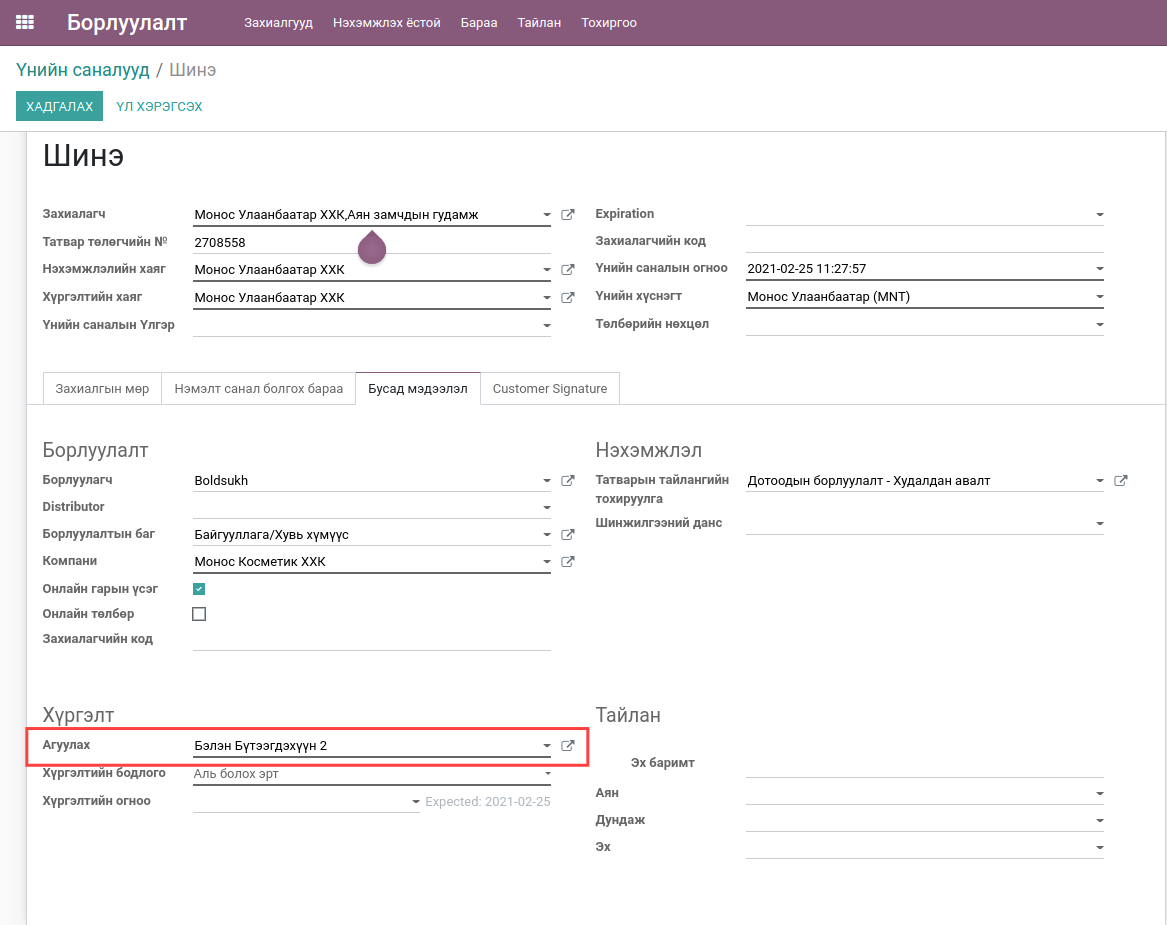 Борлуулалт Захиалгууд Нэхэмжлэх ёстой Бараа Тайлан Тохиргоо
Үнийн саналууд / Шинэ
ХАДГАЛАХ ҮЛ ХЭРЭГСЭХ
Шинэ
Захиалагч Монос Улаанбаатар ХХК,Аян замчдын гудамж
Татвар төлөгчийн № 2708558
Нэхэмжлэлийн хаяг Монос Улаанбаатар ХХК
Хүргэлтийн хаяг Монос Улаанбаатар ХХК
Үнийн саналын Үлгэр
Expiration
Захиалагчийн код
Үнийн саналын огноо 2021-02-25 11:27:57
Үнийн хүснэгт Монос Улаанбаатар (MNT)
Төлбөрийн нөхцөл
Захиалгын мөр Нэмэлт санал болгох бараа Бусад мэдээлэл Customer Signature
Борлуулалт
Борлуулагч Boldsukh
Distributor
Борлуулалтын баг Байгууллага/Хувь хүмүүс
Компани Монос Косметик ХХК
Онлайн гарын үсэг
Онлайн төлбөр
Захиалагчийн код
Нэхэмжлэл
Татварын тайлангийн Дотоодын борлуулалт - Худалдан авалт
тохируулга
Шинжилгээний данс
Хүргэлт
Агуулах Бэлэн Бүтээгдэхүүн 2
Хүргэлтийн бодлого Аль болох эрт
Хүргэлтийн огноо Expected: 2021-02-25
Тайлан
Эх баримт
Аян
Дундаж
Эх